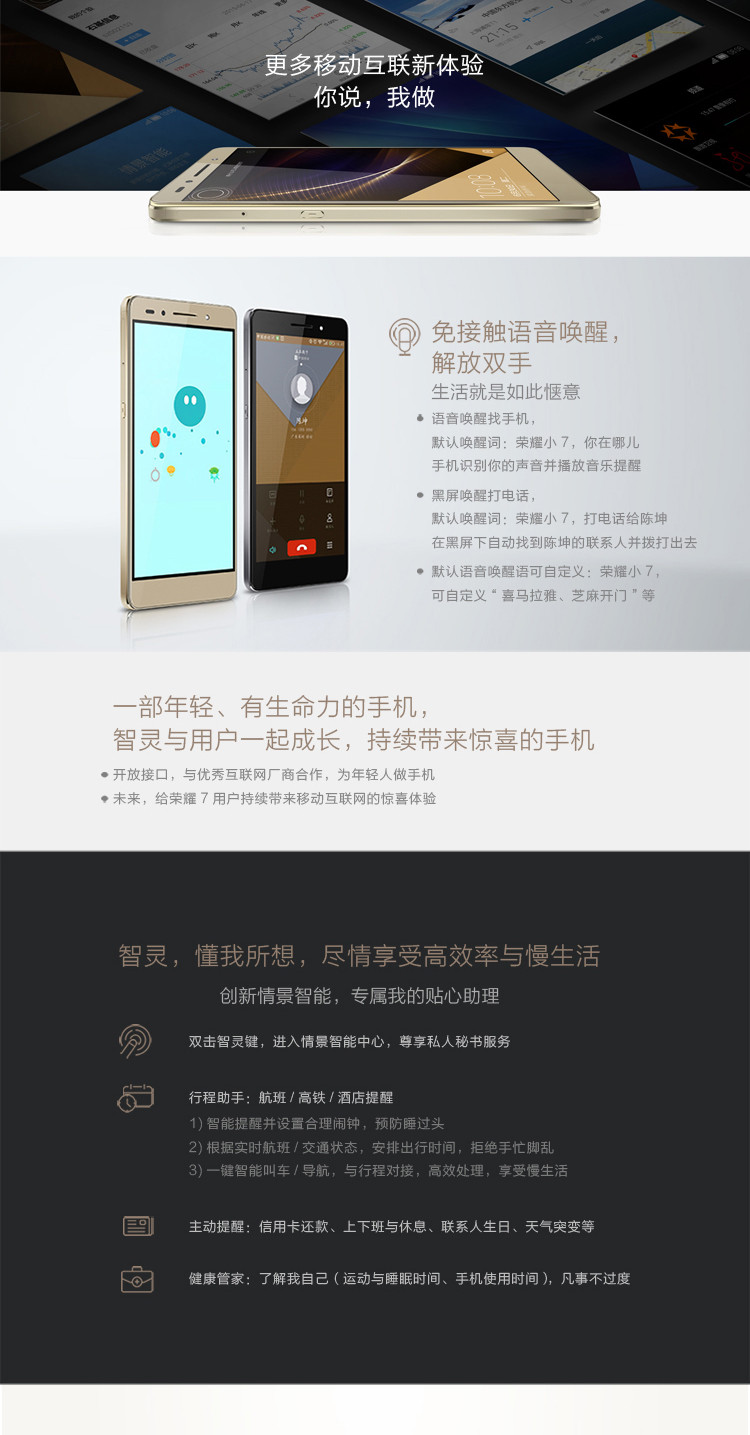 更多移动互联新体验
你说，我做
21:15
08:00
免接触语音唤醒，
解放双手
生活就是如此惬意
语音唤醒找手机，
默认唤醒词：荣耀小 7，你在哪儿
手机识别你的声音并播放音乐提醒
黑屏唤醒打电话，
默认唤醒词：荣耀小 7，打电话给陈坤
在黑屏下自动找到陈坤的联系人并拨打出去
默认语音唤醒语可自定义：荣耀小 7，
可自定义 “ 喜马拉雅、芝麻开门 ” 等
一部年轻、有生命力的手机，
智灵与用户一起成长，持续带来惊喜的手机
开放接口，与优秀互联网厂商合作，为年轻人做手机
未来，给荣耀 7 用户持续带来移动互联网的惊喜体验
智灵，懂我所想，尽情享受高效率与慢生活
创新情景智能，专属我的贴心助理
双击智灵键，进入情景智能中心，尊享私人秘书服务
行程助手：航班 / 高铁 / 酒店提醒
1) 智能提醒并设置合理闹钟，预防睡过头
2) 根据实时航班 / 交通状态，安排出行时间，拒绝手忙脚乱
3) 一键智能叫车 / 导航，与行程对接，高效处理，享受慢生活
主动提醒：信用卡还款、上下班与休息、联系人生日、天气突变等
健康管家：了解我自己（ 运动与睡眠时间、手机使用时间 ），凡事不过度